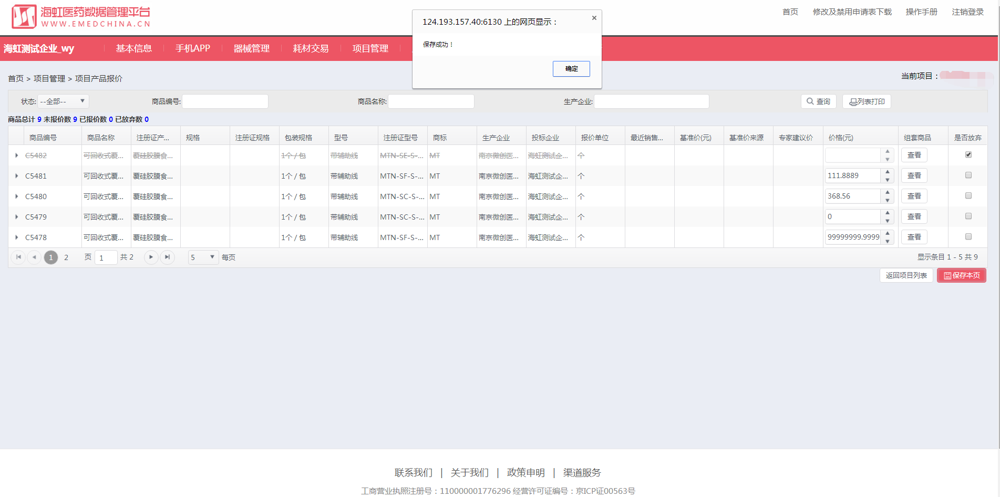 海虹医药数据管理平台
WWW.EMEDCHINA.CN
首页 修改及禁用申请表下载 操作手册 注销登录
124.193.157.40:6130 上的网页显示：
保存成功！
确定
海虹测试企业_wy 基本信息 手机APP 器械管理 耗材交易 项目管理
首页 > 项目管理 > 项目产品报价
当前项目：
状态: --全部-- 商品编号: 商品名称: 生产企业: 查询 列表打印
商品总计 9 未报价数 9 已报价数 0 已放弃数 0
商品编号 商品名称 注册证产... 规格 注册证规格 包装规格 型号 注册证型号 商标 生产企业 投标企业 报价单位 最近销售... 基准价(元) 基准价来源 专家建议价 价格(元) 组套商品 是否放弃
C5482 可回收式覆... 覆硅胶膜食... 1个 / 包 带辅助线 MTN-SE-S-... MT 南京微创医... 海虹测试企... 个 查看
C5481 可回收式覆... 覆硅胶膜食... 1个 / 包 带辅助线 MTN-SF-S-... MT 南京微创医... 海虹测试企... 个 111.8889 查看
C5480 可回收式覆... 覆硅胶膜食... 1个 / 包 带辅助线 MTN-SC-S-... MT 南京微创医... 海虹测试企... 个 368.56 查看
C5479 可回收式覆... 覆硅胶膜食... 1个 / 包 带辅助线 MTN-SC-S-... MT 南京微创医... 海虹测试企... 个 0 查看
C5478 可回收式覆... 覆硅胶膜食... 1个 / 包 带辅助线 MTN-SF-S-... MT 南京微创医... 海虹测试企... 个 99999999.9999 查看
1 2 页 1 共 2 5 每页 显示条目 1 - 5 共 9
返回项目列表 保存本页
联系我们 | 关于我们 | 政策申明 | 渠道服务
工商营业执照注册号：110000001776296 经营许可证编号：京ICP证00563号